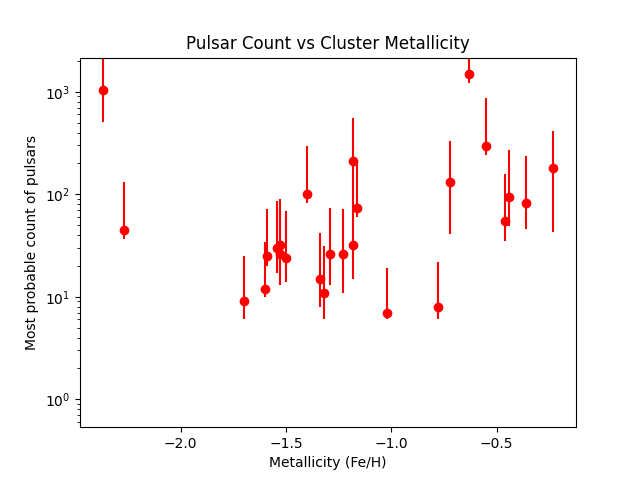 Pulsar Count vs Cluster Metallicity
Most probable count of pulsars
10³
10²
10¹
10⁰
−2.0 −1.5 −1.0 −0.5
Metallicity (Fe/H)